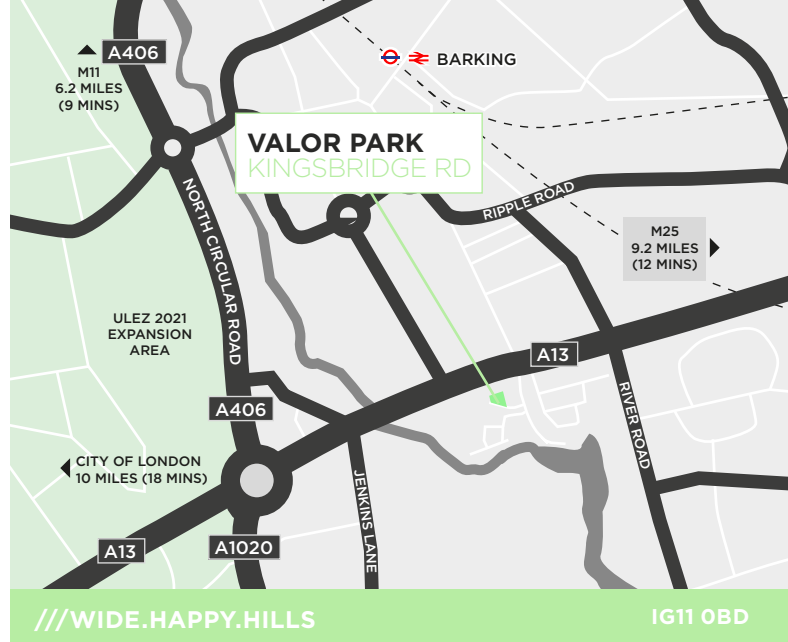 A406
M11
6.2 MILES
(9 MINS)
BARKING
VALOR PARK
KINGSBRIDGE RD
NORTH CIRCULAR ROAD
RIPPLE ROAD
M25
9.2 MILES
(12 MINS)
ULEZ 2021
EXPANSION
AREA
A13
A406
RIVER ROAD
CITY OF LONDON
10 MILES (18 MINS)
JENKINS LANE
A13
A1020
///WIDE.HAPPY.HILLS
IG11 0BD